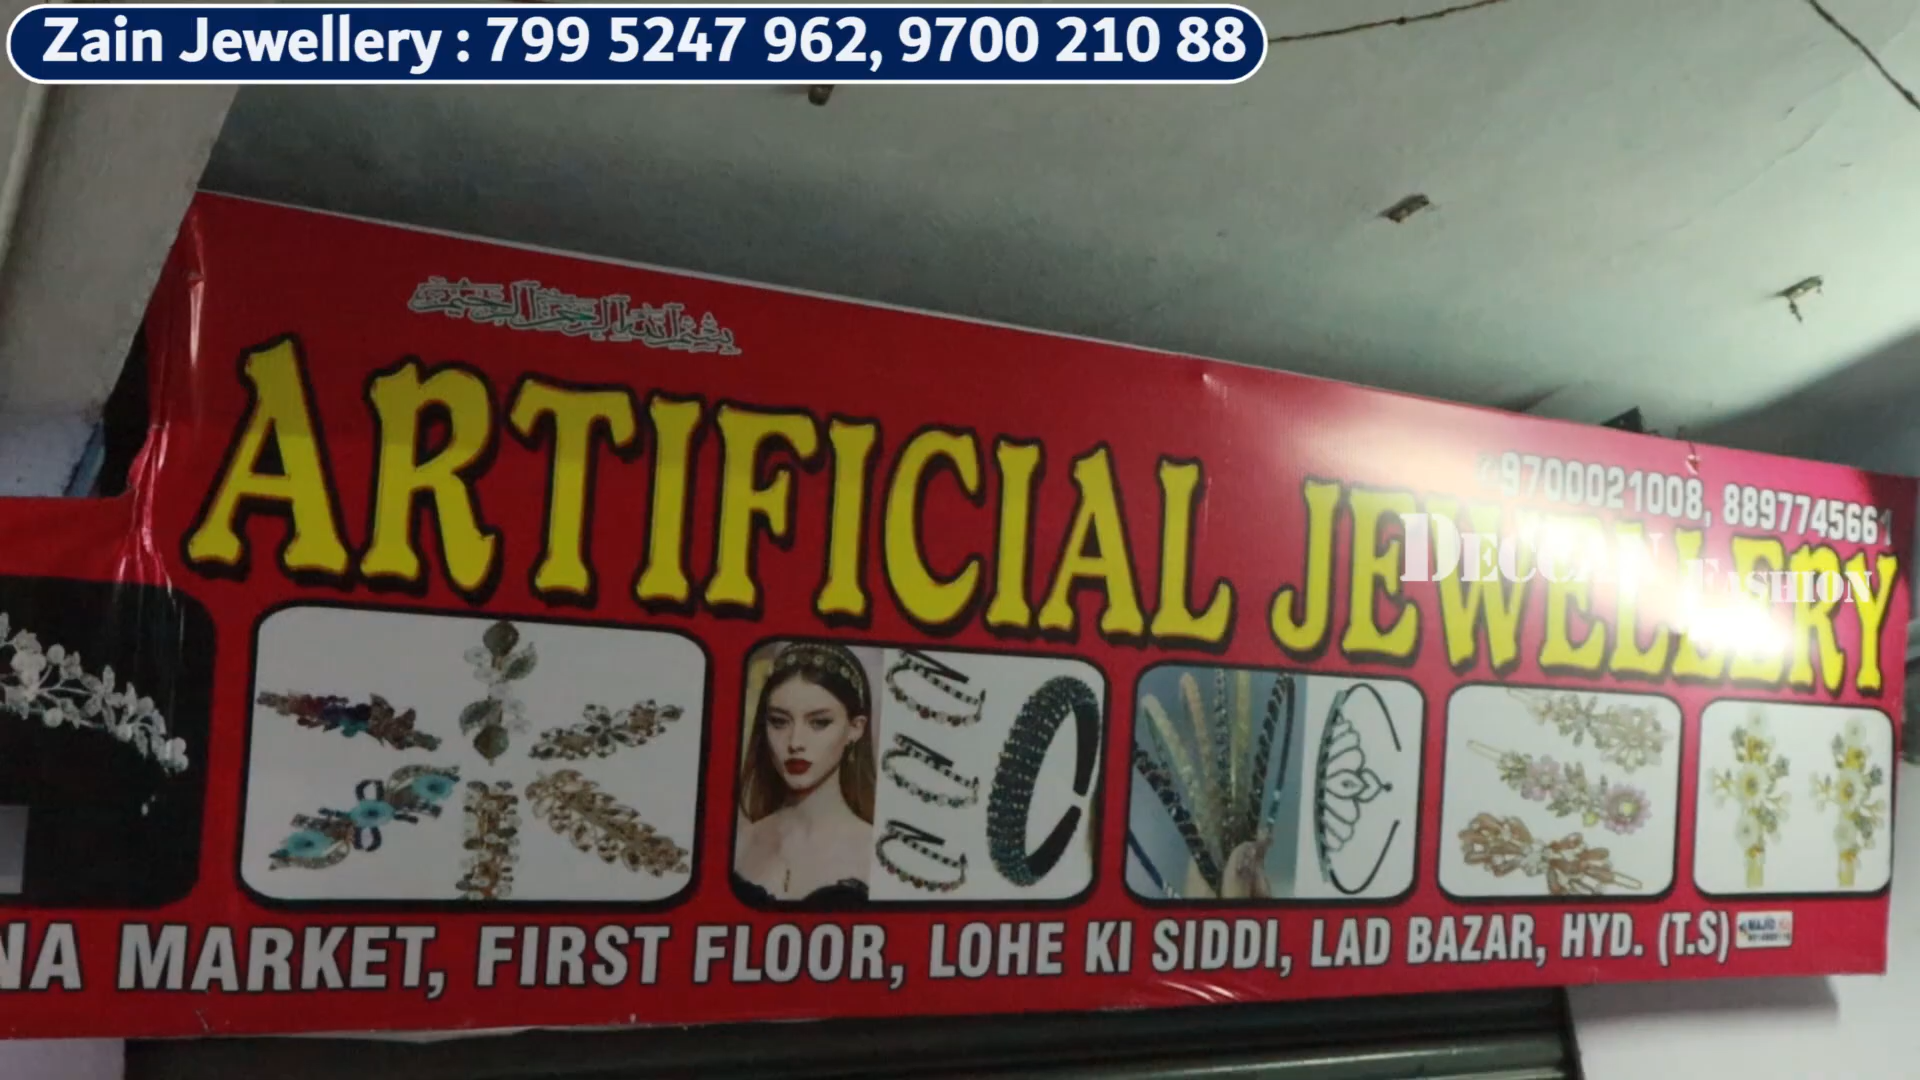 Zain Jewellery : 799 5247 962, 9700 210 88
بسم الله الرحمن الرحيم
9700021008, 8897745661
ARTIFICIAL JEWELLERY
DECCAN FASHION
NA MARKET, FIRST FLOOR, LOHE KI SIDDI, LAD BAZAR, HYD. (T.S)